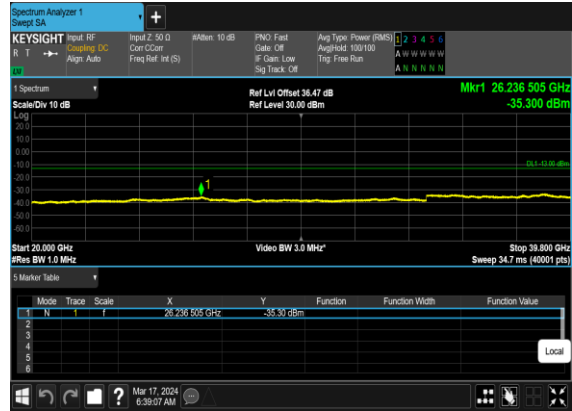 Spectrum Analyzer 1
Swept SA
+
KEYSIGHT Input: RF Input Z: 50 Ω #Atten: 10 dB PNO: Fast Avg Type: Power (RMS) 1 2 3 4 5 6
R T Coupling: DC Corr CCorr Gate: Off Avg|Hold: 100/100 A W W W W W
Align: Auto Freq Ref: Int (S) IF Gain: Low Trig: Free Run
Sig Track: Off A N N N N N
1 Spectrum Ref Lvl Offset 36.47 dB Mkr1 26.236 505 GHz
Scale/Div 10 dB Ref Level 30.00 dBm -35.300 dBm
Log
20.0
10.0
0.00
-10.0 DL1 -13.00 dBm
-20.0
-30.0 1
-40.0
-50.0
-60.0
Start 20.000 GHz Video BW 3.0 MHz* Stop 39.800 GHz
#Res BW 1.0 MHz Sweep 34.7 ms (40001 pts)
5 Marker Table
Mode Trace Scale X Y Function Function Width Function Value
1 N 1 f 26.236 505 GHz -35.30 dBm
2
3
4
5
6
Local
? Mar 17, 2024
6:39:07 AM